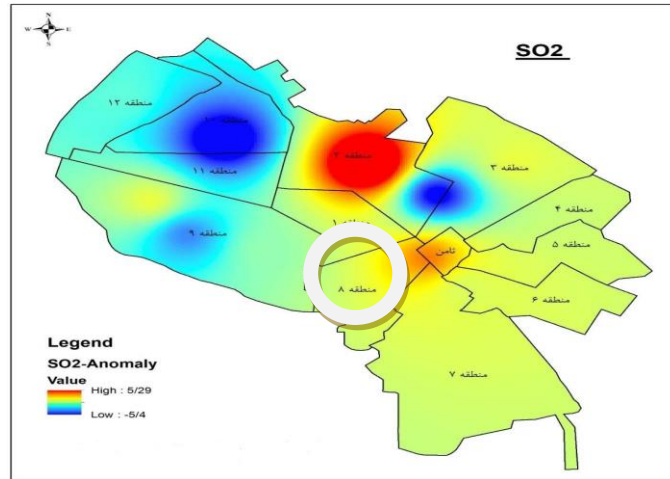 N
W
E
S
SO2
منطقه ۱۲
منطقه ۱۰
منطقه ۲
منطقه ۳
منطقه ۱۱
منطقه ۴
منطقه ۱
منطقه ۹
ثامن
منطقه ۵
منطقه ۸
منطقه ۶
Legend
SO2-Anomaly
Value
High : 5/29
Low : -5/4
منطقه ۷